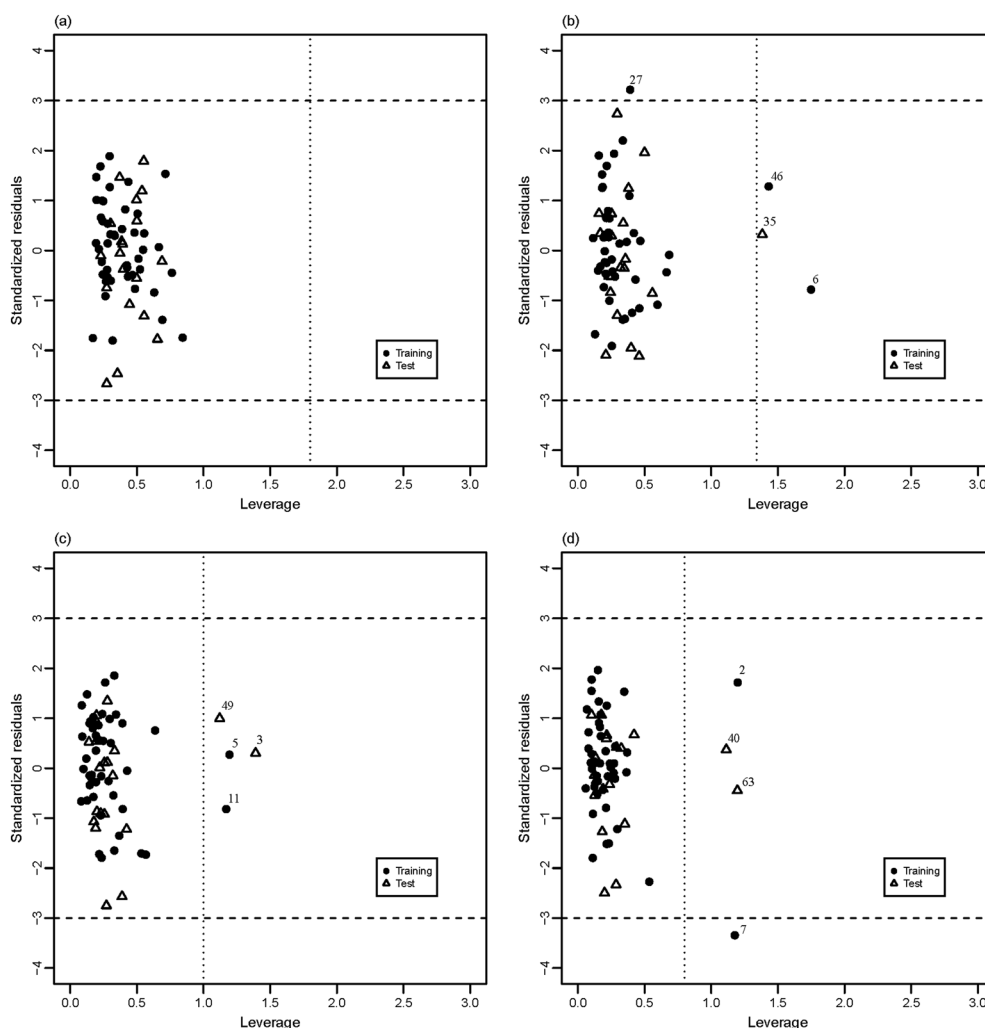 (a)
Standardized residuals
4
3
2
1
0
−1
−2
−3
−4
Training
Test
0.0 0.5 1.0 1.5 2.0 2.5 3.0
Leverage
(b)
Standardized residuals
4
3
2
1
0
−1
−2
−3
−4
27
46
35
6
Training
Test
0.0 0.5 1.0 1.5 2.0 2.5 3.0
Leverage
(c)
Standardized residuals
4
3
2
1
0
−1
−2
−3
−4
49
5 3
11
Training
Test
0.0 0.5 1.0 1.5 2.0 2.5 3.0
Leverage
(d)
Standardized residuals
4
3
2
1
0
−1
−2
−3
−4
2
40
63
7
Training
Test
0.0 0.5 1.0 1.5 2.0 2.5 3.0
Leverage